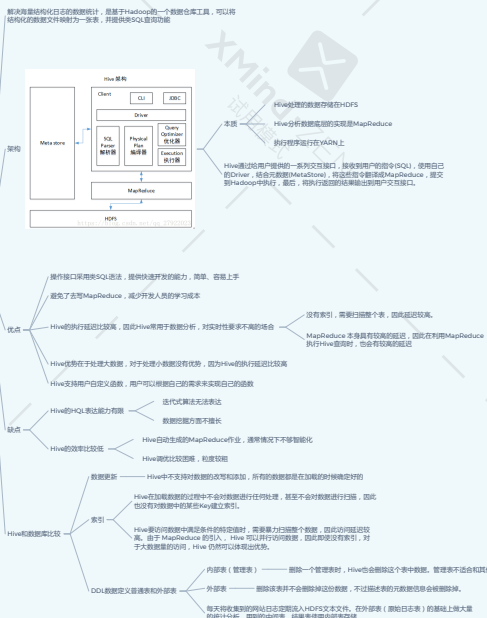 解决海量结构化日志的数据统计，是基于Hadoop的一个数据仓库工具，可以将
结构化的数据文件映射为一张表，并提供类SQL查询功能
架构
Hive 架构
Client
CLI
JDBC
Driver
Meta store
SQL
Parser
解析器
Physical
Plan
编译器
Query
Optimizer
优化器
Execution
执行器
MapReduce
HDFS
本质
Hive处理的数据存储在HDFS
Hive分析数据底层的实现是MapReduce
执行程序运行在YARN上
Hive通过给用户提供的一系列交互接口，接收到用户的指令(SQL)，使用自己
的Driver，结合元数据(MetaStore)，将这些指令翻译成MapReduce，提交
到Hadoop中执行，最后，将执行返回的结果输出到用户交互接口。
XMind
试用模式
优点
操作接口采用类SQL语法，提供快速开发的能力，简单、容易上手
避免了去写MapReduce，减少开发人员的学习成本
Hive的执行延迟比较高，因此Hive常用于数据分析，对实时性要求不高的场合
没有索引，需要扫描整个表，因此延迟较高。
MapReduce 本身具有较高的延迟，因此在利用MapReduce
执行Hive查询时，也会有较高的延迟
Hive优势在于处理大数据，对于处理小数据没有优势，因为Hive的执行延迟比较高
Hive支持用户自定义函数，用户可以根据自己的需求来实现自己的函数
缺点
Hive的HQL表达能力有限
迭代式算法无法表达
数据挖掘方面不擅长
Hive的效率比较低
Hive自动生成的MapReduce作业，通常情况下不够智能化
Hive调优比较困难，粒度较粗
Hive和数据库比较
数据更新
Hive中不支持对数据的改写和添加，所有的数据都是在加载的时候确定好的
索引
Hive在加载数据的过程中不会对数据进行任何处理，甚至不会对数据进行扫描，因此
也没有对数据中的某些Key建立索引。
Hive要访问数据中满足条件的特定值时，需要暴力扫描整个数据，因此访问延迟较
高。由于 MapReduce 的引入， Hive 可以并行访问数据，因此即使没有索引，对
于大数据量的访问，Hive 仍然可以体现出优势。
DDL数据定义普通表和外部表
内部表（管理表）
删除一个管理表时，Hive也会删除这个表中数据。管理表不适合和其
外部表
删除该表并不会删除掉这份数据，不过描述表的元数据信息会被删除掉。
每天将收集到的网站日志定期流入HDFS文本文件。在外部表（原始日志表）的基础上做大量
的统计分析，用到的中间表、结果表使用内部表存储